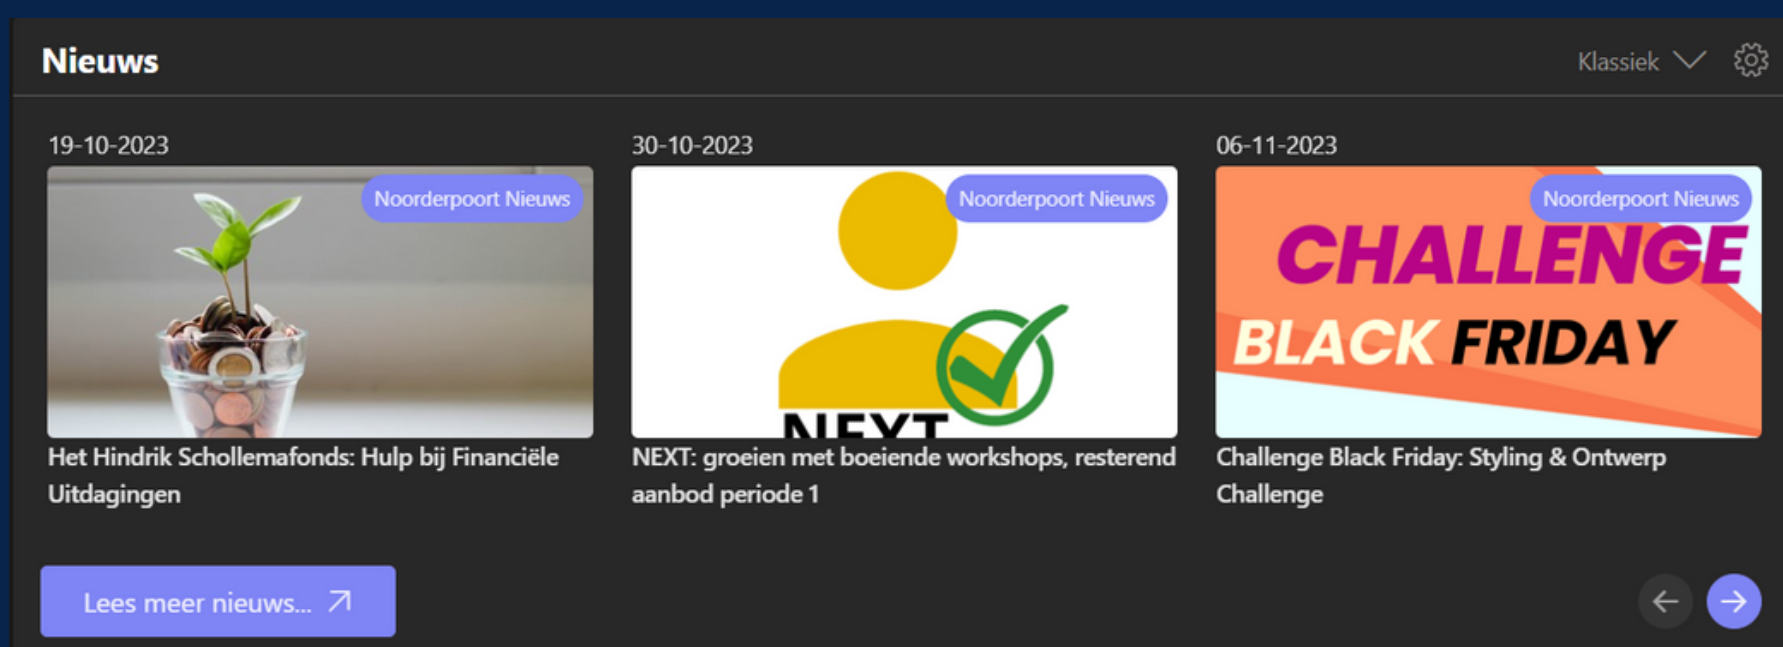 Nieuws
Klassiek
19-10-2023
Noorderpoort Nieuws
Het Hindrik Schollemafonds: Hulp bij Financiële
Uitdagingen
30-10-2023
Noorderpoort Nieuws
NEXT
NEXT: groeien met boeiende workshops, resterend
aanbod periode 1
06-11-2023
Noorderpoort Nieuws
CHALLENGE
BLACK FRIDAY
Challenge Black Friday: Styling & Ontwerp
Challenge
Lees meer nieuws...